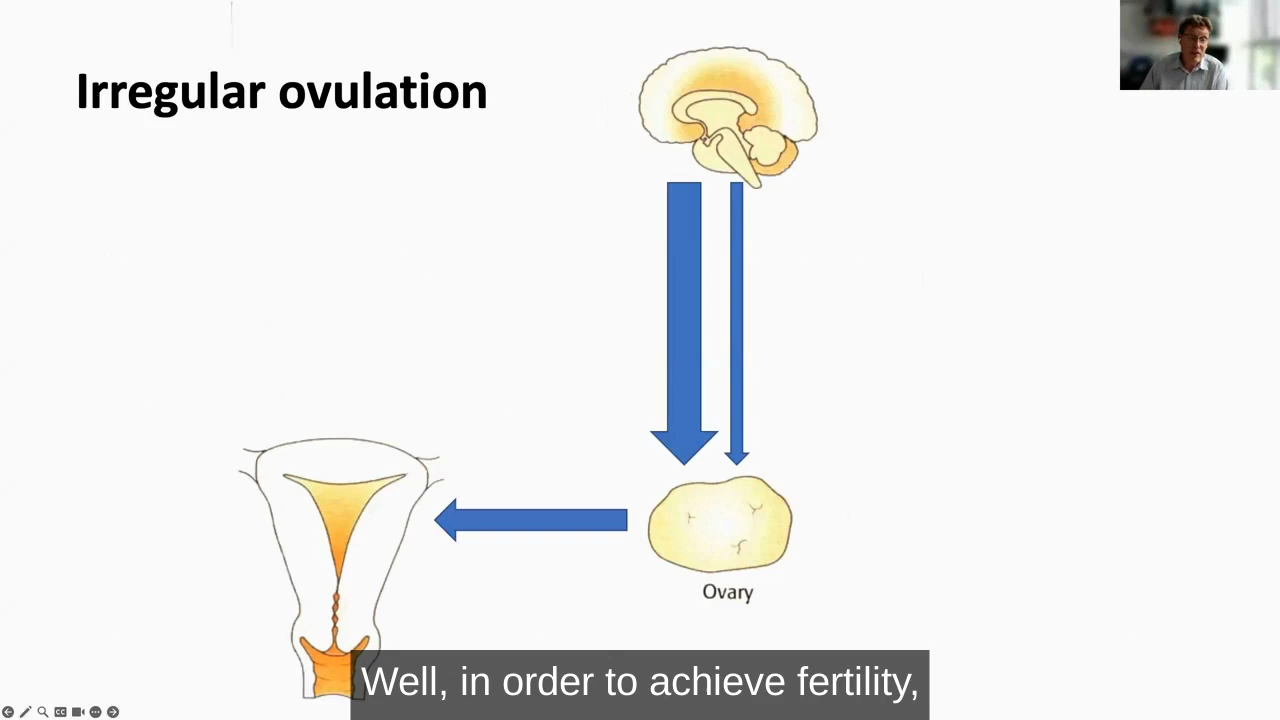 Irregular ovulation
Ovary
Well, in order to achieve fertility,